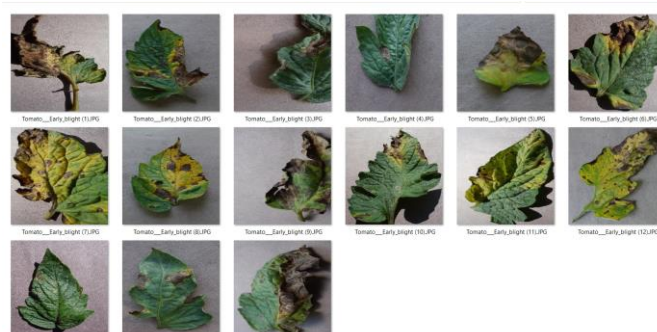 Tomato___Early_blight (1).JPG
Tomato___Early_blight (2).JPG
Tomato___Early_blight (3).JPG
Tomato___Early_blight (4).JPG
Tomato___Early_blight (5).JPG
Tomato___Early_blight (6).JPG
Tomato___Early_blight (7).JPG
Tomato___Early_blight (8).JPG
Tomato___Early_blight (9).JPG
Tomato___Early_blight (10).JPG
Tomato___Early_blight (11).JPG
Tomato___Early_blight (12).JPG